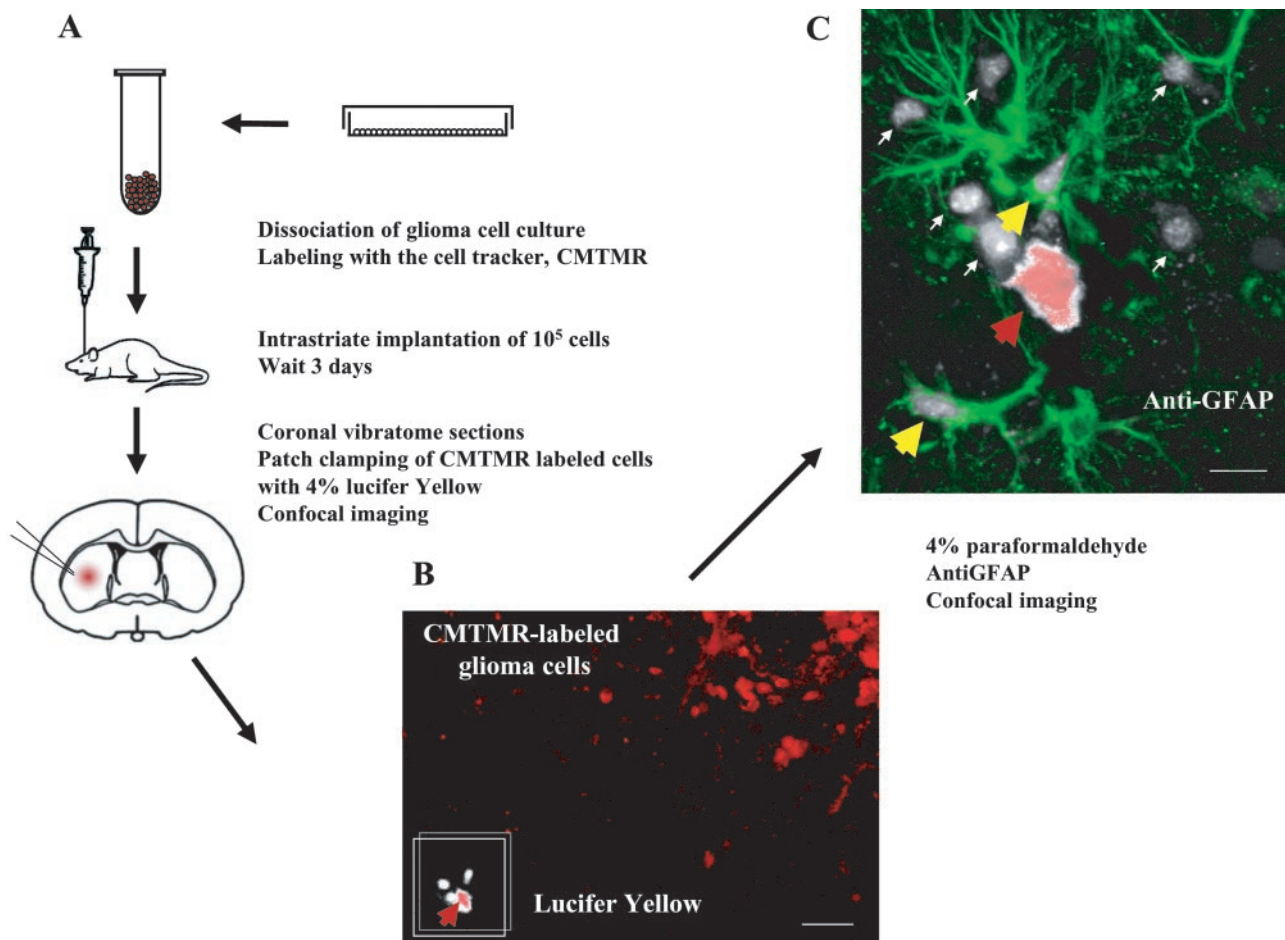 A
Dissociation of glioma cell culture
Labeling with the cell tracker, CMTMR
Intrastriate implantation of 10⁵ cells
Wait 3 days
Coronal vibratome sections
Patch clamping of CMTMR labeled cells
with 4% lucifer Yellow
Confocal imaging
B
CMTMR-labeled
glioma cells
Lucifer Yellow
C
Anti-GFAP
4% paraformaldehyde
AntiGFAP
Confocal imaging